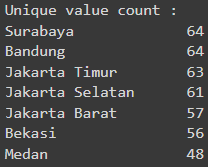 Unique value count :
Surabaya 64
Bandung 64
Jakarta Timur 63
Jakarta Selatan 61
Jakarta Barat 57
Bekasi 56
Medan 48